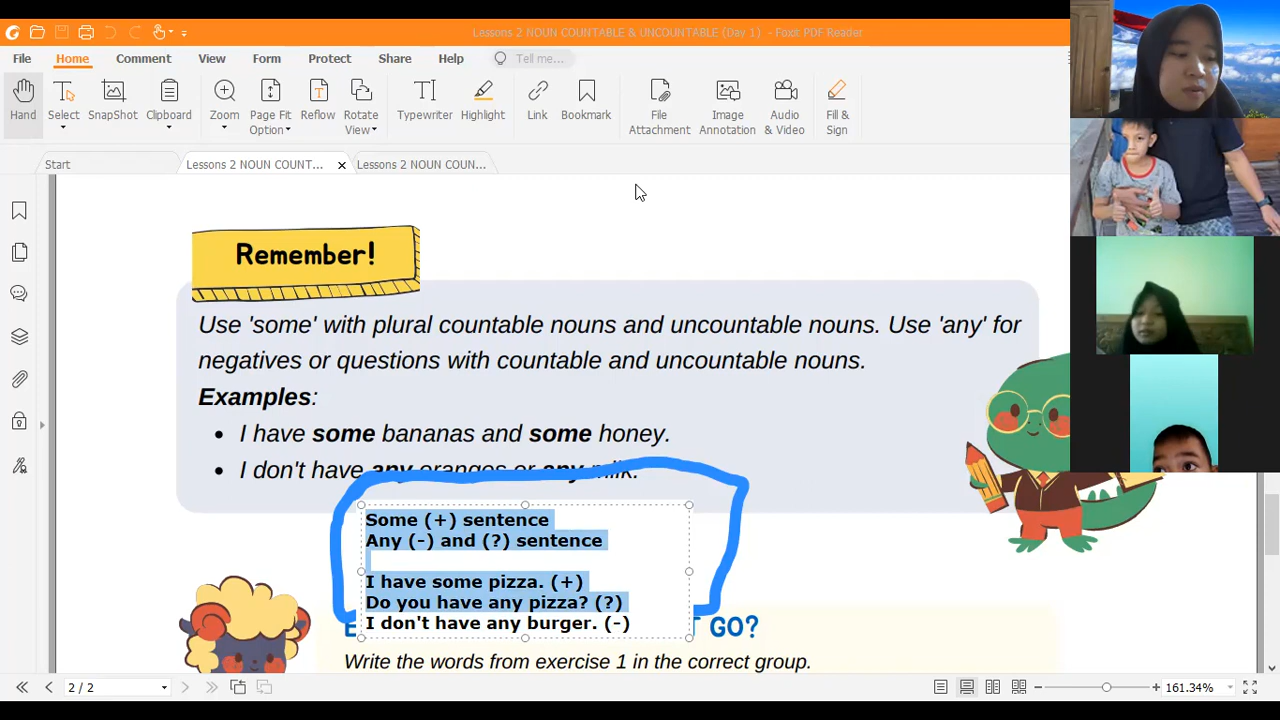 Lessons 2 NOUN COUNTABLE & UNCOUNTABLE (Day 1) - Foxit PDF Reader
File Home Comment View Form Protect Share Help Tell me...
Hand Select SnapShot Clipboard Zoom Page Fit Option Reflow Rotate View Typewriter Highlight Link Bookmark File Attachment Image Annotation Audio & Video Fill & Sign
Start Lessons 2 NOUN COUNT... Lessons 2 NOUN COUN...
Remember!
Use 'some' with plural countable nouns and uncountable nouns. Use 'any' for
negatives or questions with countable and uncountable nouns.
Examples:
• I have some bananas and some honey.
• I don't have any oranges or any milk.
Some (+) sentence
Any (-) and (?) sentence
I have some pizza. (+)
Do you have any pizza? (?)
I don't have any burger. (-)
GO?
Write the words from exercise 1 in the correct group.
2 / 2
161.34%